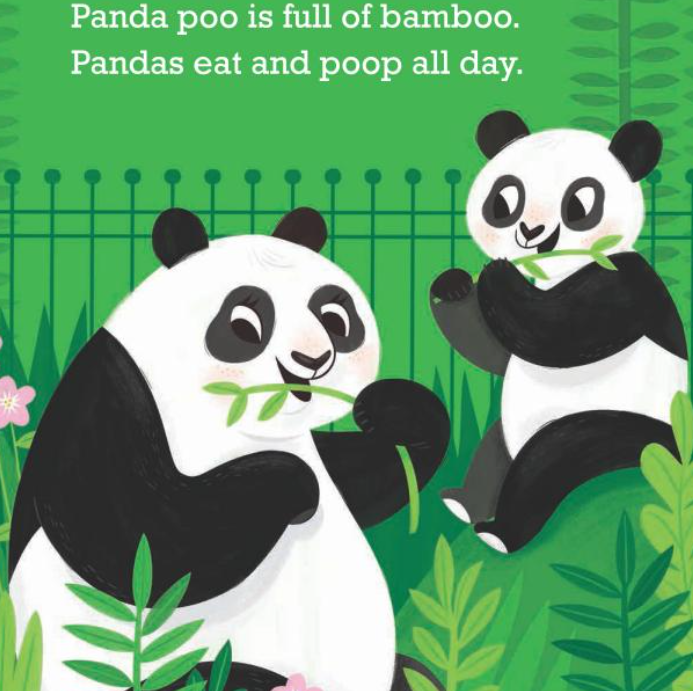 Panda poo is full of bamboo.
Pandas eat and poop all day.